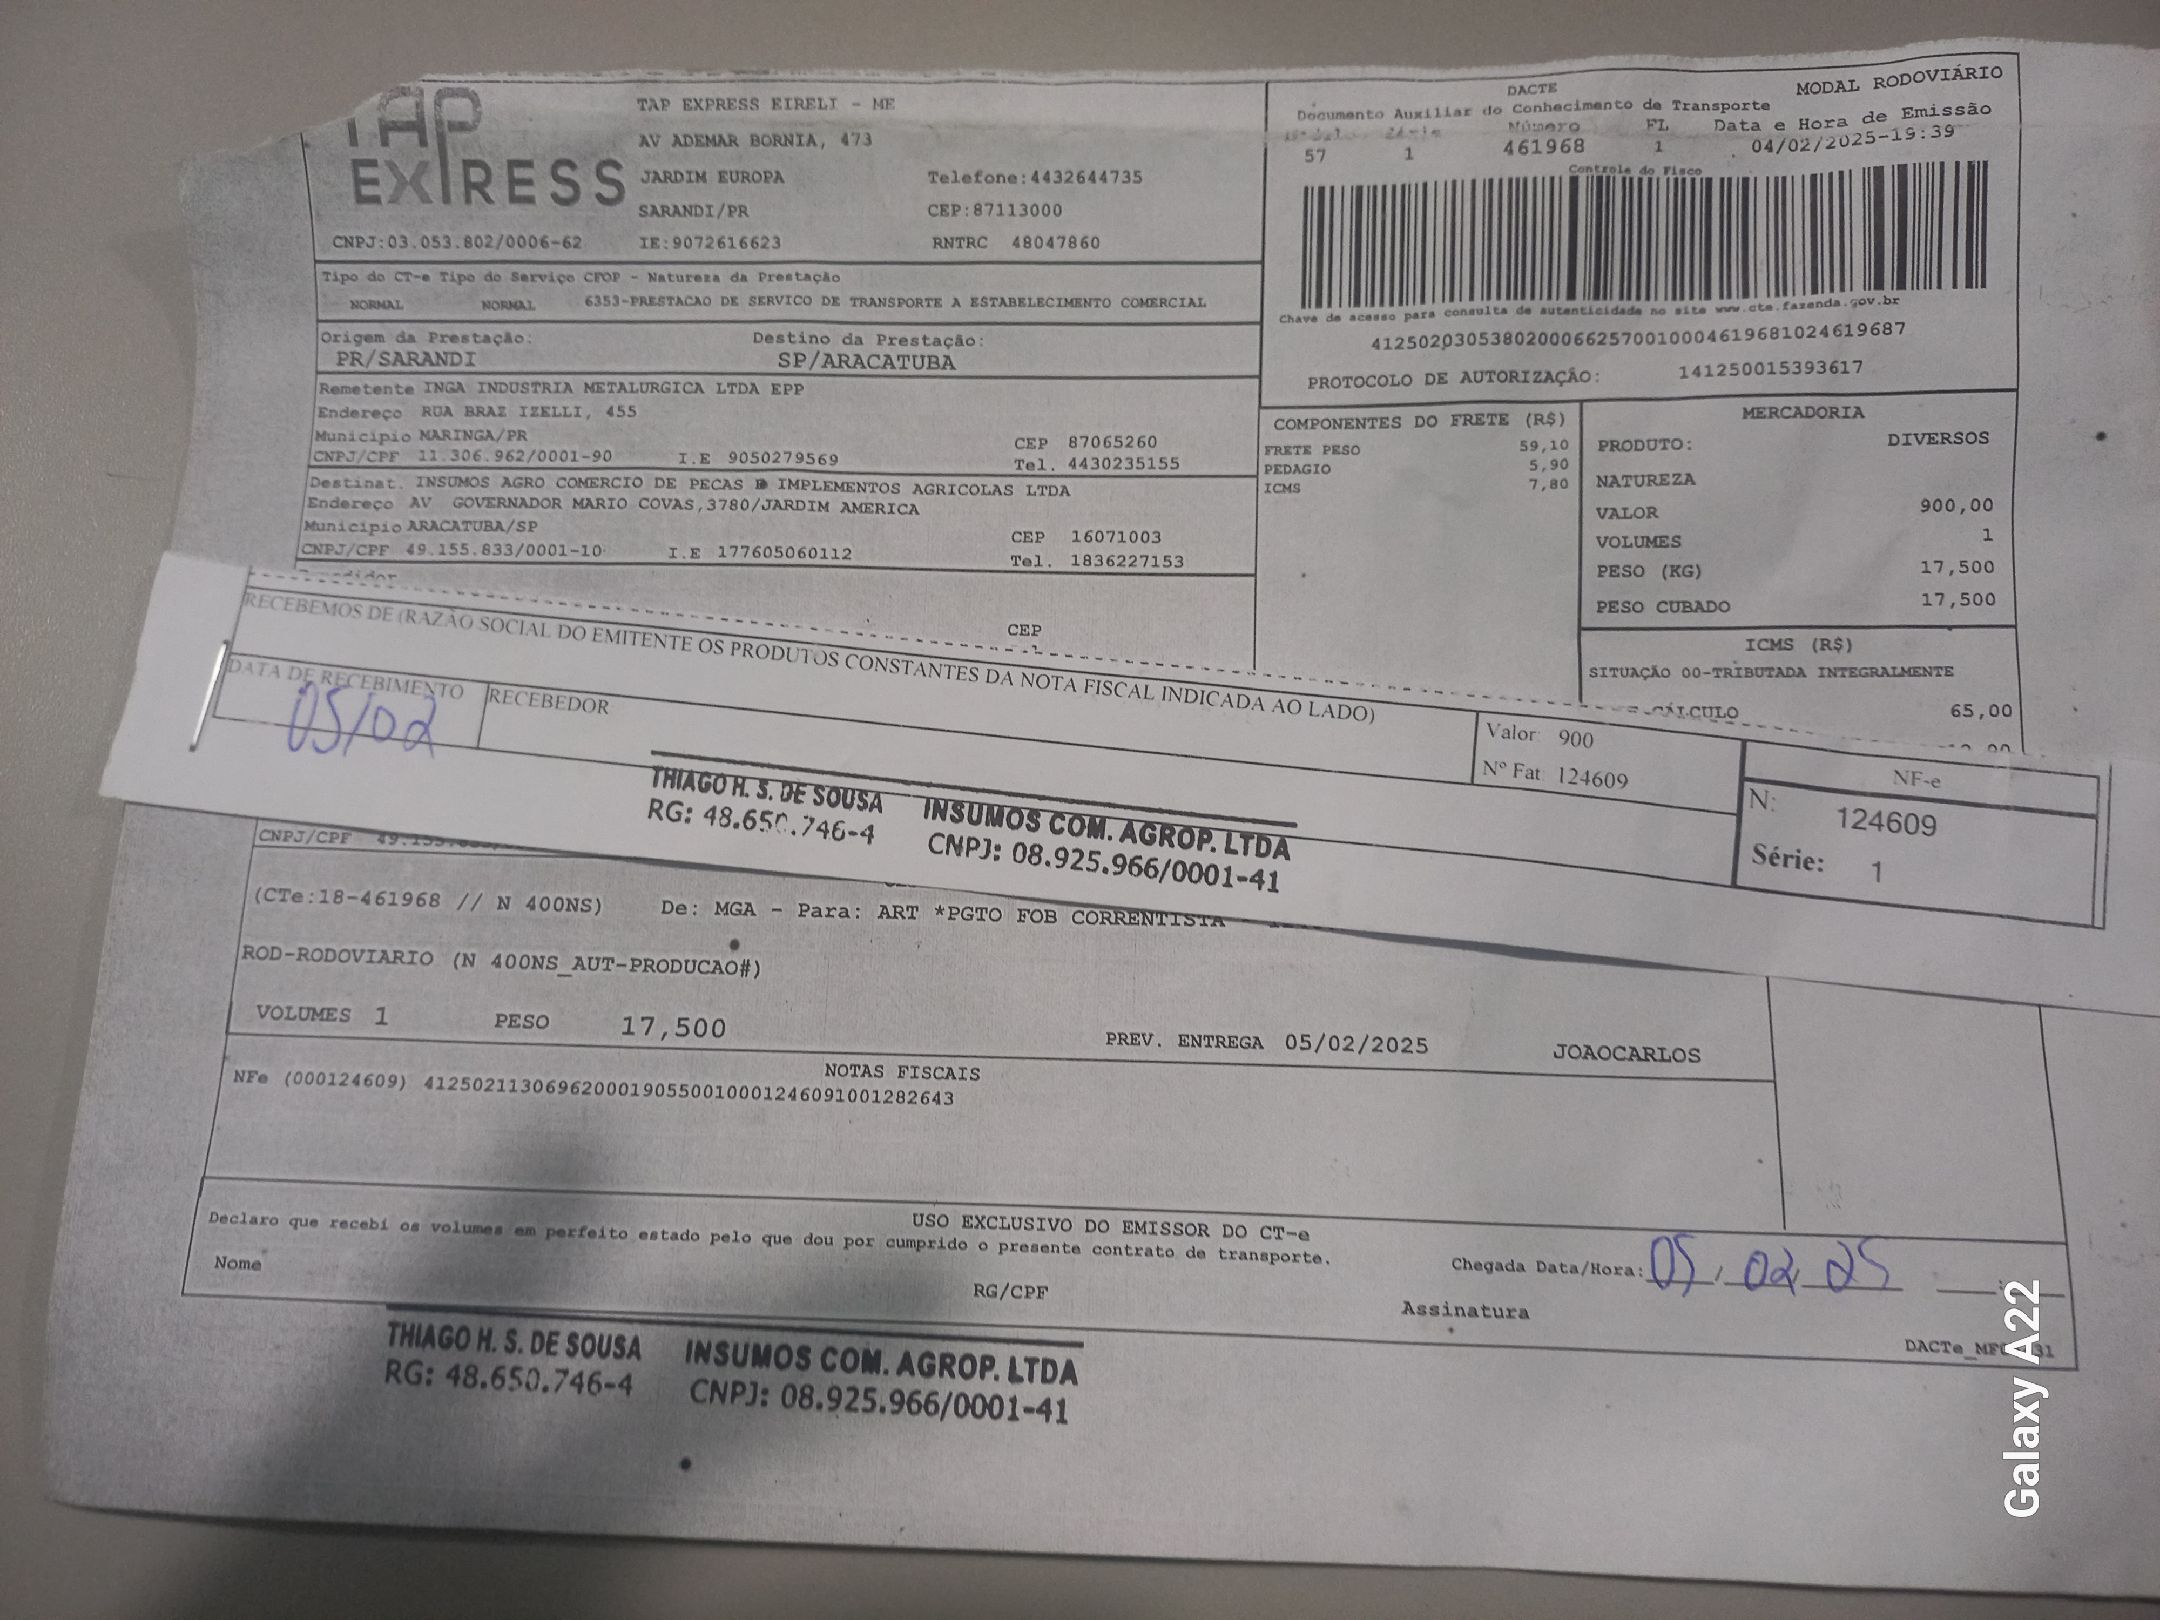 TAP
EXPRESS
TAP EXPRESS EIRELI - ME
AV ADEMAR BORNIA, 473
JARDIM EUROPA Telefone:4432644735
SARANDI/PR CEP:87113000
CNPJ:03.053.802/0006-62 IE:9072616623 RNTRC 48047860
DACTE MODAL RODOVIÁRIO
Documento Auxiliar do Conhecimento de Transporte
Número FL Data e Hora de Emissão
57 1 461968 1 04/02/2025-19:39
Controle do Fisco
Chave de acesso para consulta de autenticidade no site www.cte.fazenda.gov.br
41250203053802000662570010004619681024619687
PROTOCOLO DE AUTORIZAÇÃO: 141250015393617
Tipo do CT-e Tipo do Serviço CFOP - Natureza da Prestação
NORMAL NORMAL 6353-PRESTACAO DE SERVICO DE TRANSPORTE A ESTABELECIMENTO COMERCIAL
Origem da Prestação: Destino da Prestação:
PR/SARANDI SP/ARACATUBA
Remetente INGA INDUSTRIA METALURGICA LTDA EPP
Endereço RUA BRAZ IZELLI, 455
Município MARINGA/PR CEP 87065260
CNPJ/CPF 11.306.962/0001-90 I.E 9050279569 Tel. 4430235155
Destinat. INSUMOS AGRO COMERCIO DE PECAS E IMPLEMENTOS AGRICOLAS LTDA
Endereço AV GOVERNADOR MARIO COVAS,3780/JARDIM AMERICA
Município ARACATUBA/SP CEP 16071003
CNPJ/CPF 49.155.833/0001-10 I.E 177605060112 Tel. 1836227153
CEP
COMPONENTES DO FRETE (R$)
FRETE PESO 59,10
PEDAGIO 5,90
ICMS 7,80
MERCADORIA
PRODUTO: DIVERSOS
NATUREZA
VALOR 900,00
VOLUMES 1
PESO (KG) 17,500
PESO CUBADO 17,500
ICMS (R$)
SITUAÇÃO 00-TRIBUTADA INTEGRALMENTE
CÁLCULO 65,00
RECEBEMOS DE (RAZÃO SOCIAL DO EMITENTE OS PRODUTOS CONSTANTES DA NOTA FISCAL INDICADA AO LADO)
DATA DE RECEBIMENTO RECEBEDOR
05/02
Valor: 900
Nº Fat: 124609
NF-e
N: 124609
Série: 1
THIAGO H. S. DE SOUSA INSUMOS COM. AGROP. LTDA
RG: 48.650.746-4 CNPJ: 08.925.966/0001-41
CNPJ/CPF
(CTe:18-461968 // N 400NS) De: MGA - Para: ART *PGTO FOB CORRENTISTA
ROD-RODOVIARIO (N 400NS_AUT-PRODUCAO#)
VOLUMES 1 PESO 17,500 PREV. ENTREGA 05/02/2025 JOAOCARLOS
NOTAS FISCAIS
NFe (000124609) 41250211306962000190550010001246091001282643
USO EXCLUSIVO DO EMISSOR DO CT-e
Declaro que recebi os volumes em perfeito estado pelo que dou por cumprido o presente contrato de transporte.
Nome RG/CPF Assinatura
Chegada Data/Hora: 05/02/25
THIAGO H. S. DE SOUSA INSUMOS COM. AGROP. LTDA
RG: 48.650.746-4 CNPJ: 08.925.966/0001-41
Galaxy A22